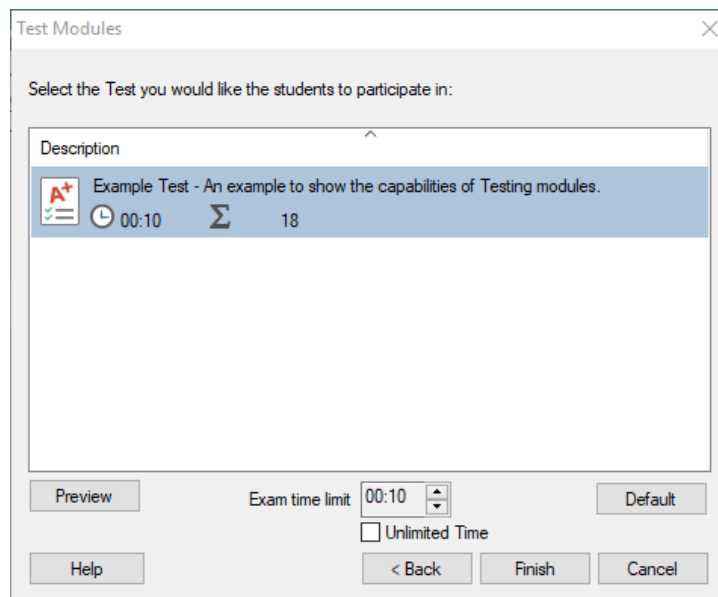 Test Modules
Select the Test you would like the students to participate in:
Description
A+
Example Test - An example to show the capabilities of Testing modules.
00:10 Σ 18
Preview Exam time limit 00:10 Default
Unlimited Time
Help < Back Finish Cancel